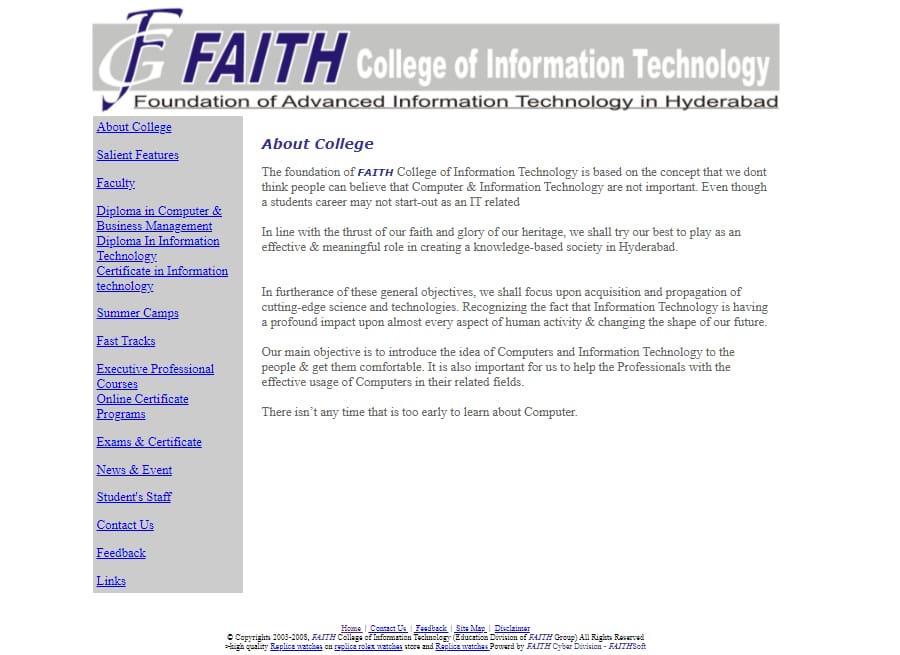 FG FAITH College of Information Technology
Foundation of Advanced Information Technology in Hyderabad
About College
Salient Features
Faculty
Diploma in Computer &
Business Management
Diploma In Information
Technology
Certificate in Information
technology
Summer Camps
Fast Tracks
Executive Professional
Courses
Online Certificate
Programs
Exams & Certificate
News & Event
Student's Staff
Contact Us
Feedback
Links
About College
The foundation of FAITH College of Information Technology is based on the concept that we dont
think people can believe that Computer & Information Technology are not important. Even though
a students career may not start-out as an IT related
In line with the thrust of our faith and glory of our heritage, we shall try our best to play as an
effective & meaningful role in creating a knowledge-based society in Hyderabad.
In furtherance of these general objectives, we shall focus upon acquisition and propagation of
cutting-edge science and technologies. Recognizing the fact that Information Technology is having
a profound impact upon almost every aspect of human activity & changing the shape of our future.
Our main objective is to introduce the idea of Computers and Information Technology to the
people & get them comfortable. It is also important for us to help the Professionals with the
effective usage of Computers in their related fields.
There isn't any time that is too early to learn about Computer.
Home | Contact Us | Feedback | Site Map | Disclaimer
© Copyrights 2003-2008, FAITH College of Information Technology (Education Division of FAITH Group) All Rights Reserved
>high quality Replica watches on replica rolex watches store and Replica watches Powerd by FAITH Cyber Division - FAITHSoft